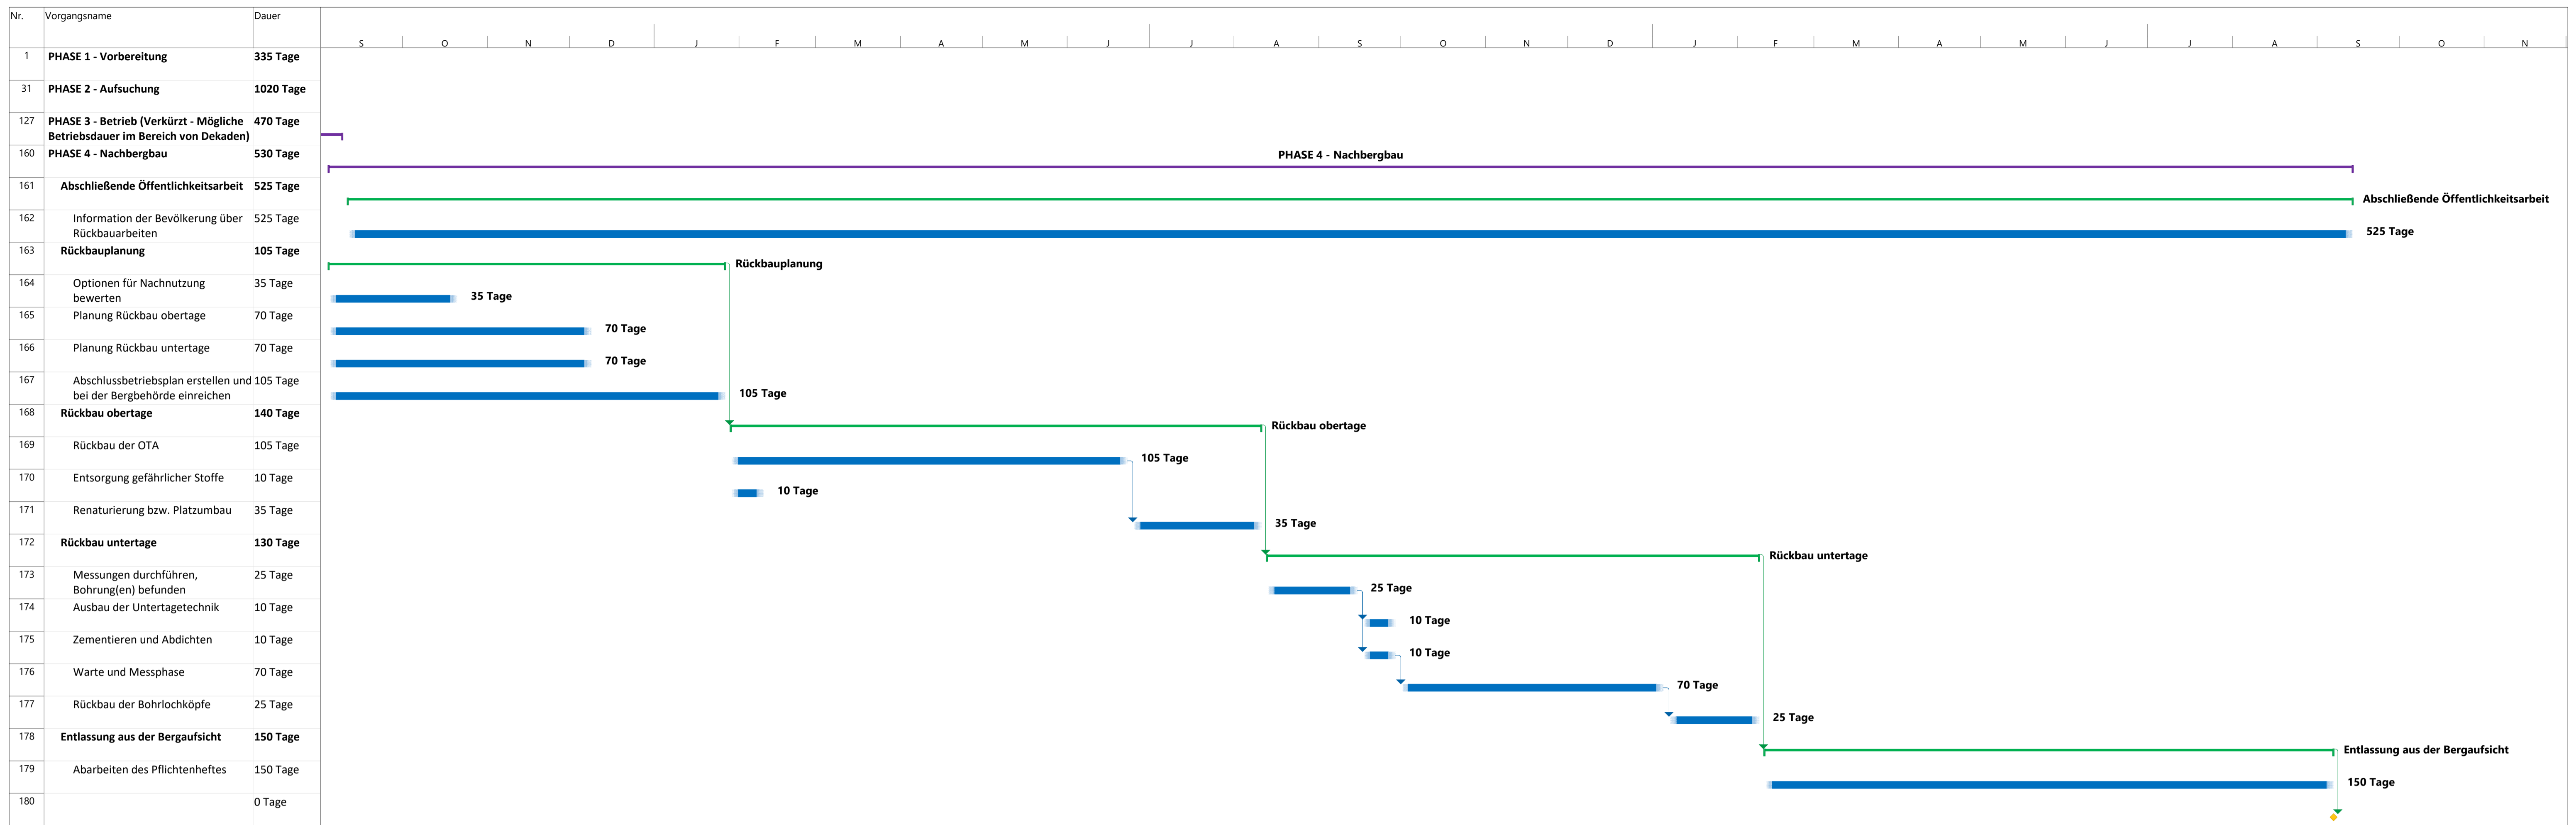 Nr. Vorgangsname Dauer
S O N D J F M A M J J A S O N D J F M A M J J A S O N
1 PHASE 1 - Vorbereitung 335 Tage
31 PHASE 2 - Aufsuchung 1020 Tage
127 PHASE 3 - Betrieb (Verkürzt - Mögliche 470 Tage
Betriebsdauer im Bereich von Dekaden)
160 PHASE 4 - Nachbergbau 530 Tage PHASE 4 - Nachbergbau
161 Abschließende Öffentlichkeitsarbeit 525 Tage
Abschließende Öffentlichkeitsarbeit
162 Information der Bevölkerung über 525 Tage
Rückbauarbeiten 525 Tage
163 Rückbauplanung 105 Tage
Rückbauplanung
164 Optionen für Nachnutzung 35 Tage
bewerten 35 Tage
165 Planung Rückbau obertage 70 Tage
70 Tage
166 Planung Rückbau untertage 70 Tage
70 Tage
167 Abschlussbetriebsplan erstellen und 105 Tage
bei der Bergbehörde einreichen 105 Tage
168 Rückbau obertage 140 Tage
Rückbau obertage
169 Rückbau der OTA 105 Tage
105 Tage
170 Entsorgung gefährlicher Stoffe 10 Tage
10 Tage
171 Renaturierung bzw. Platzumbau 35 Tage
35 Tage
172 Rückbau untertage 130 Tage
Rückbau untertage
173 Messungen durchführen, 25 Tage
Bohrung(en) befunden 25 Tage
174 Ausbau der Untertagetechnik 10 Tage
10 Tage
175 Zementieren und Abdichten 10 Tage
10 Tage
176 Warte und Messphase 70 Tage
70 Tage
177 Rückbau der Bohrlochköpfe 25 Tage
25 Tage
178 Entlassung aus der Bergaufsicht 150 Tage
Entlassung aus der Bergaufsicht
179 Abarbeiten des Pflichtenheftes 150 Tage
150 Tage
180 0 Tage